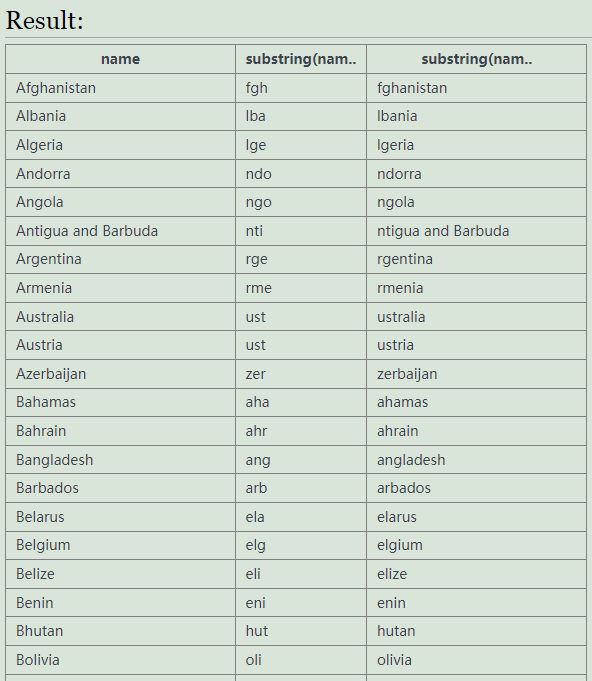 Result:
name substring(nam.. substring(nam..
Afghanistan fgh fghanistan
Albania lba lbania
Algeria lge lgeria
Andorra ndo ndorra
Angola ngo ngola
Antigua and Barbuda nti ntigua and Barbuda
Argentina rge rgentina
Armenia rme rmenia
Australia ust ustralia
Austria ust ustria
Azerbaijan zer zerbaijan
Bahamas aha ahamas
Bahrain ahr ahrain
Bangladesh ang angladesh
Barbados arb arbados
Belarus ela elarus
Belgium elg elgium
Belize eli elize
Benin eni enin
Bhutan hut hutan
Bolivia oli olivia